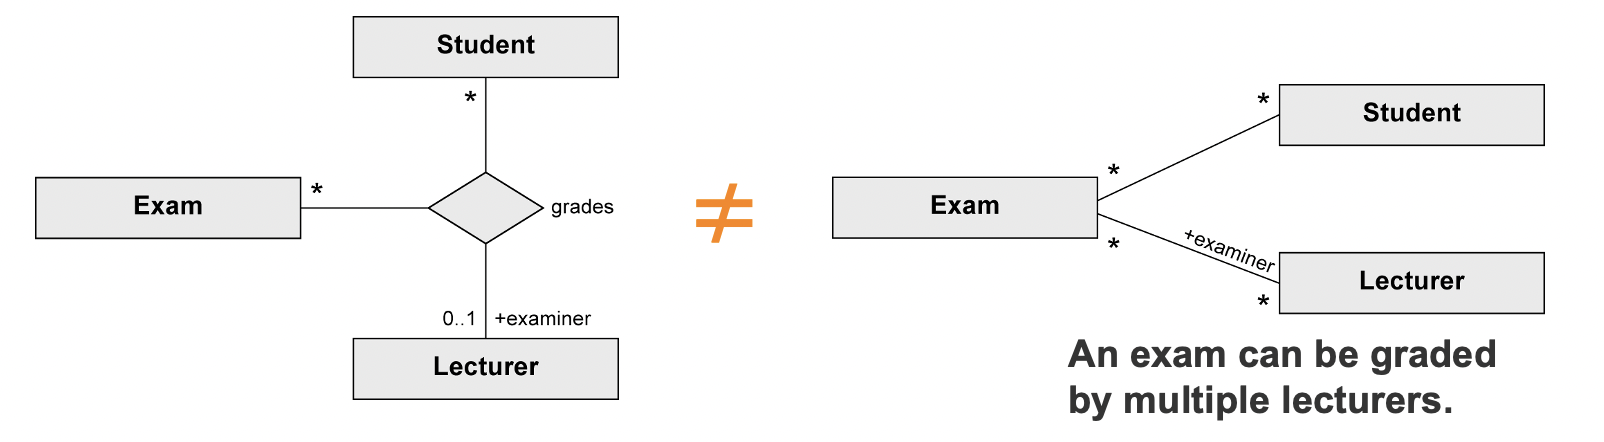 Student
*
Exam
*
grades
0..1
+examiner
Lecturer
≠
Exam
*
*
Student
*
+examiner
*
Lecturer
An exam can be graded
by multiple lecturers.